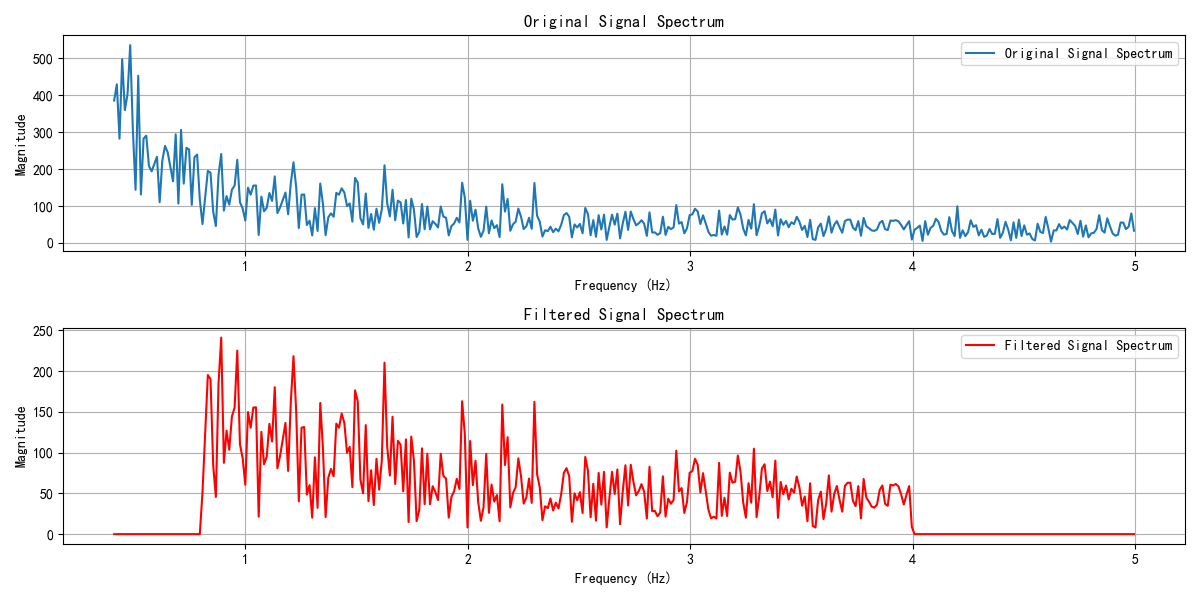 Original Signal Spectrum
Original Signal Spectrum
Magnitude
500
400
300
200
100
0
1
2
3
4
5
Frequency (Hz)
Filtered Signal Spectrum
Filtered Signal Spectrum
Magnitude
250
200
150
100
50
0
1
2
3
4
5
Frequency (Hz)